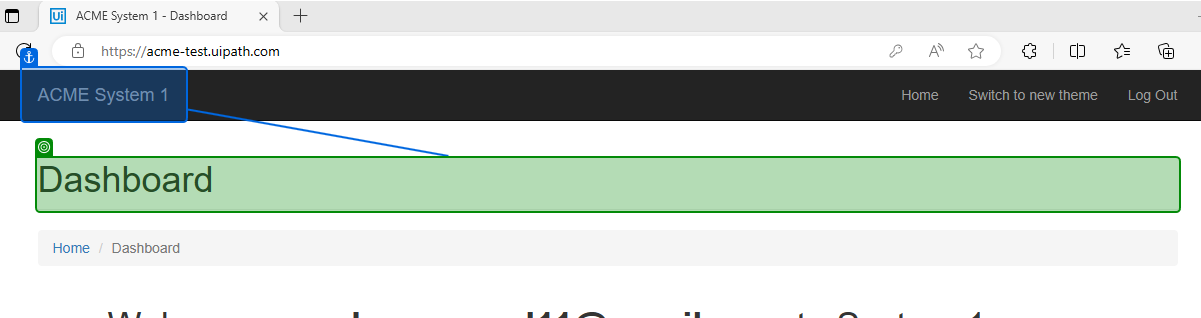 Ui ACME System 1 - Dashboard
https://acme-test.uipath.com
ACME System 1 Home Switch to new theme Log Out
Dashboard
Home / Dashboard